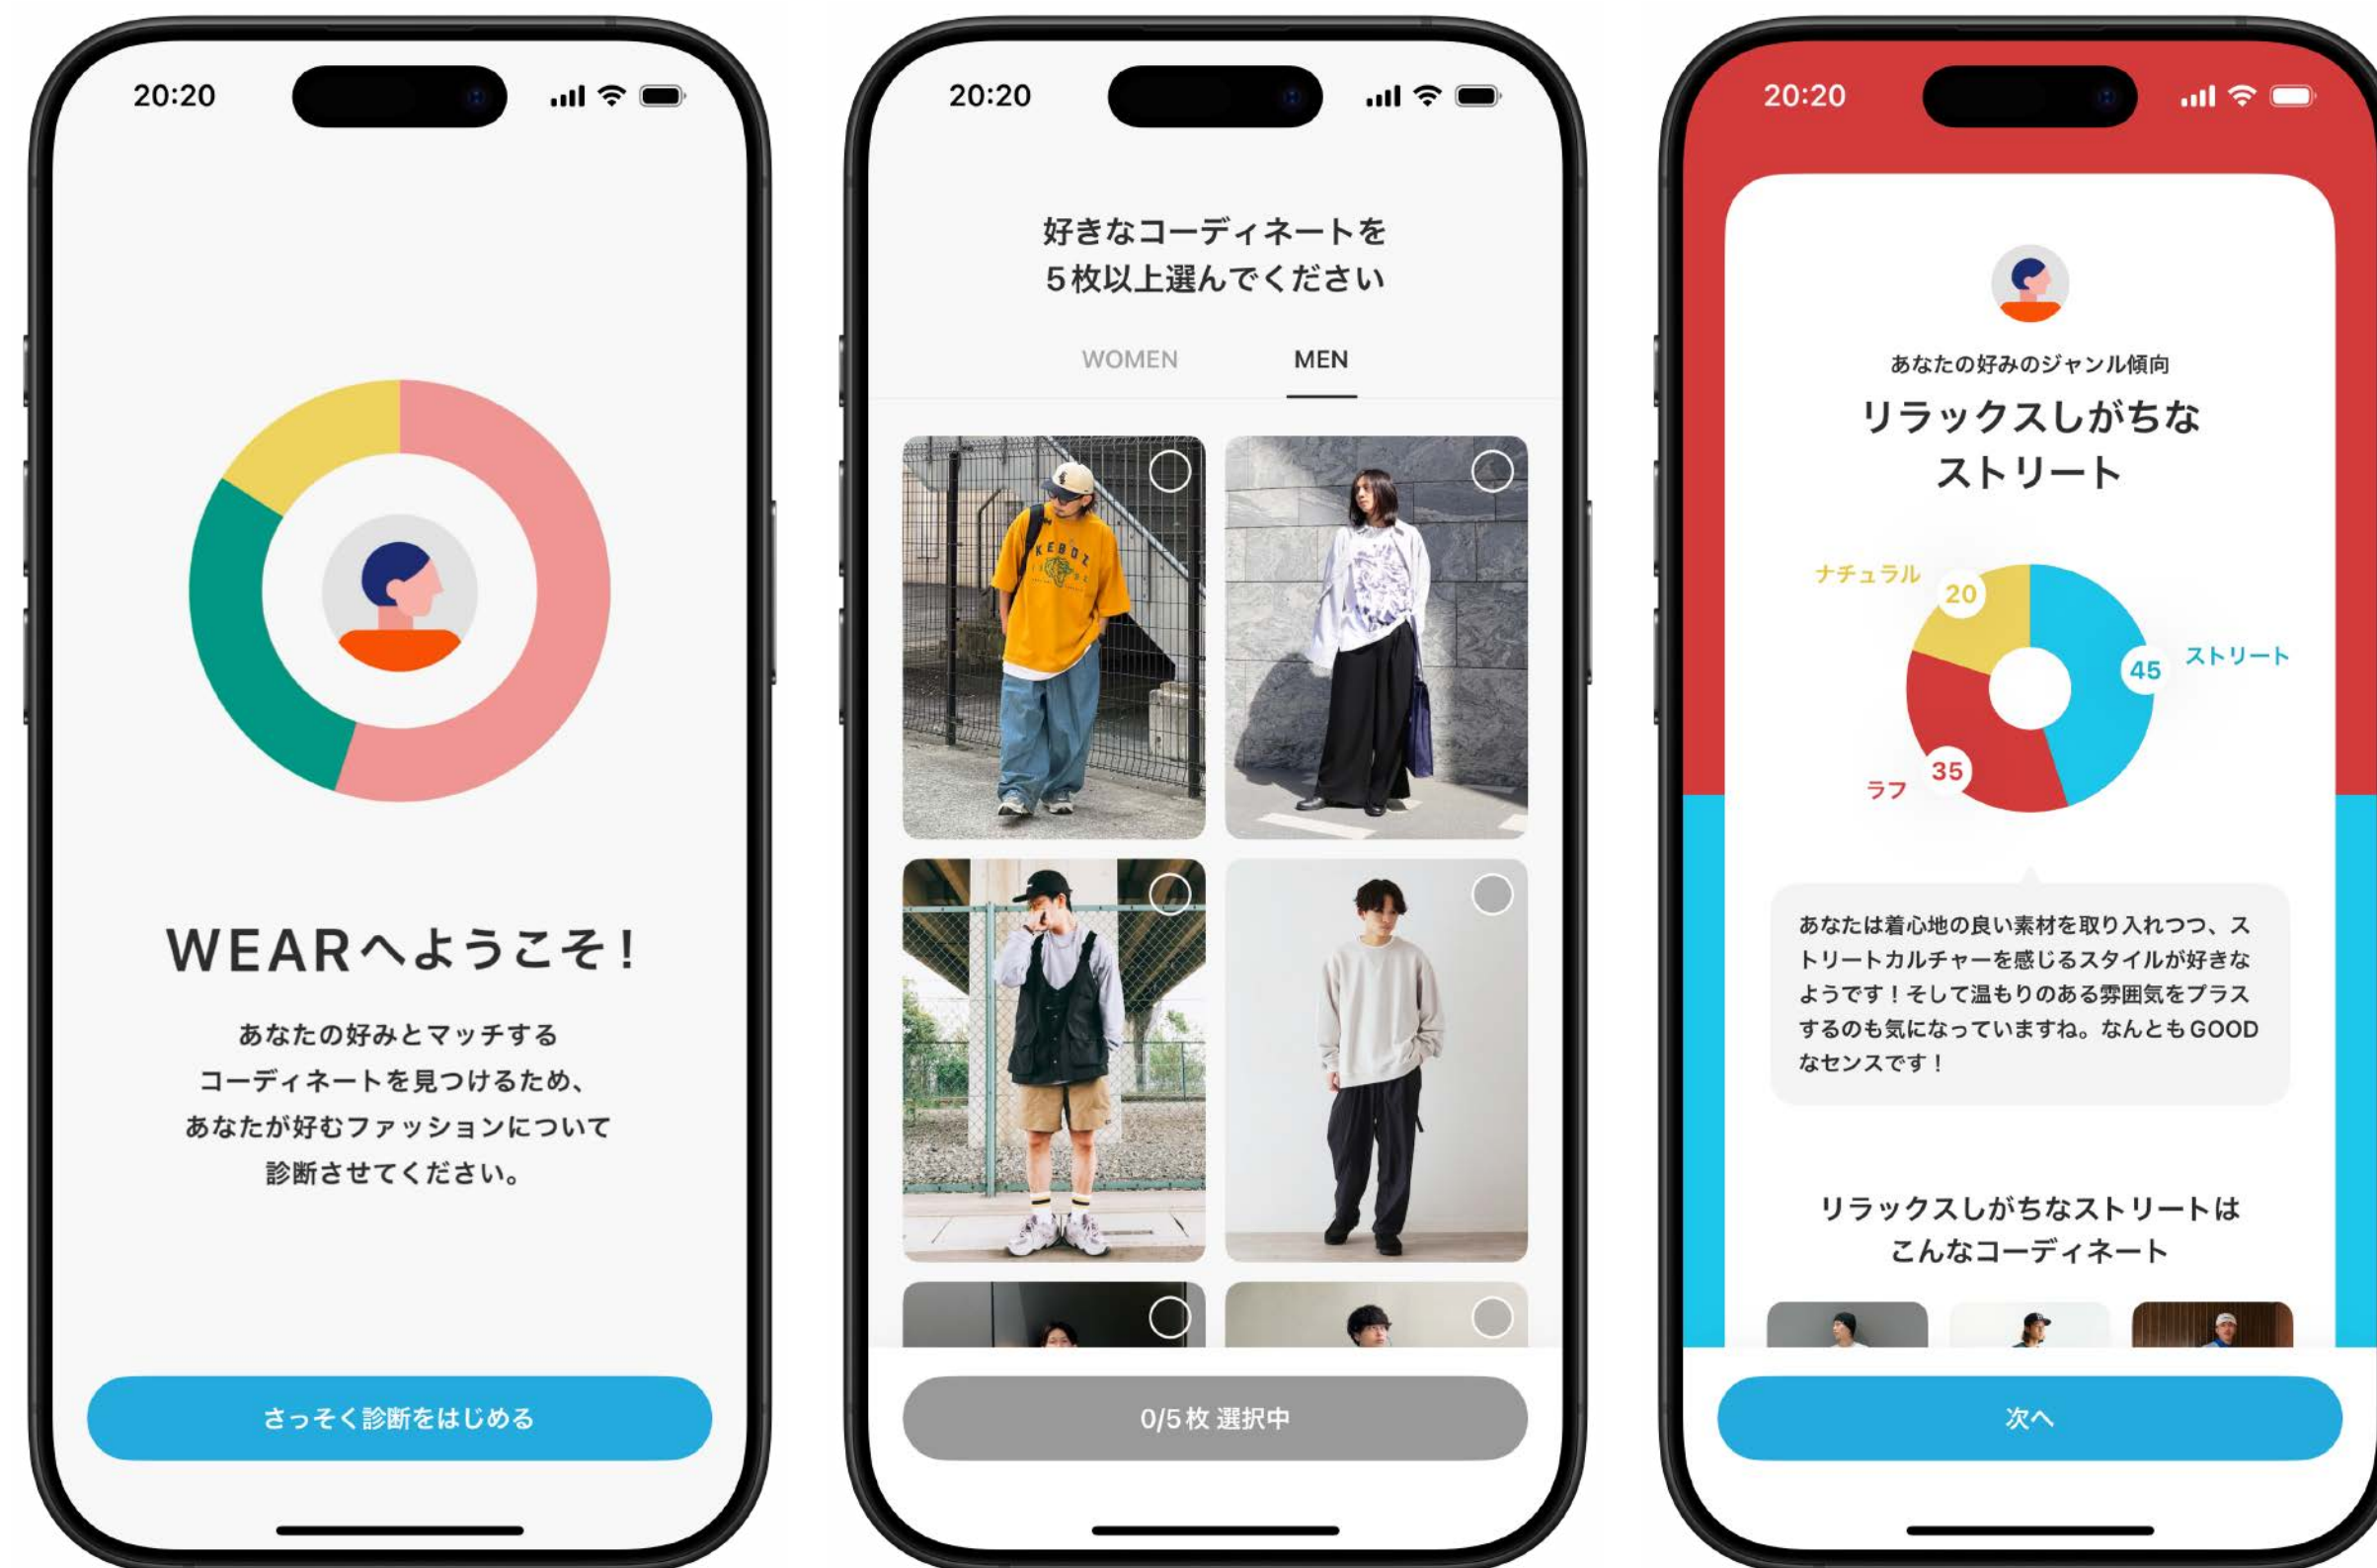 20:20
WEARへようこそ!
あなたの好みとマッチする
コーディネートを見つけるため、
あなたが好むファッションについて
診断させてください。
さっそく診断をはじめる
20:20
好きなコーディネートを
5枚以上選んでください
WOMEN
MEN
KEBOZ
0/5枚 選択中
20:20
あなたの好みのジャンル傾向
リラックスしがちな
ストリート
ナチュラル
20
45
ストリート
35
ラフ
あなたは着心地の良い素材を取り入れつつ、ス
トリートカルチャーを感じるスタイルが好きな
ようです!そして温もりのある雰囲気をプラス
するのも気になっていますね。なんともGOOD
なセンスです!
リラックスしがちなストリートは
こんなコーディネート
次へ